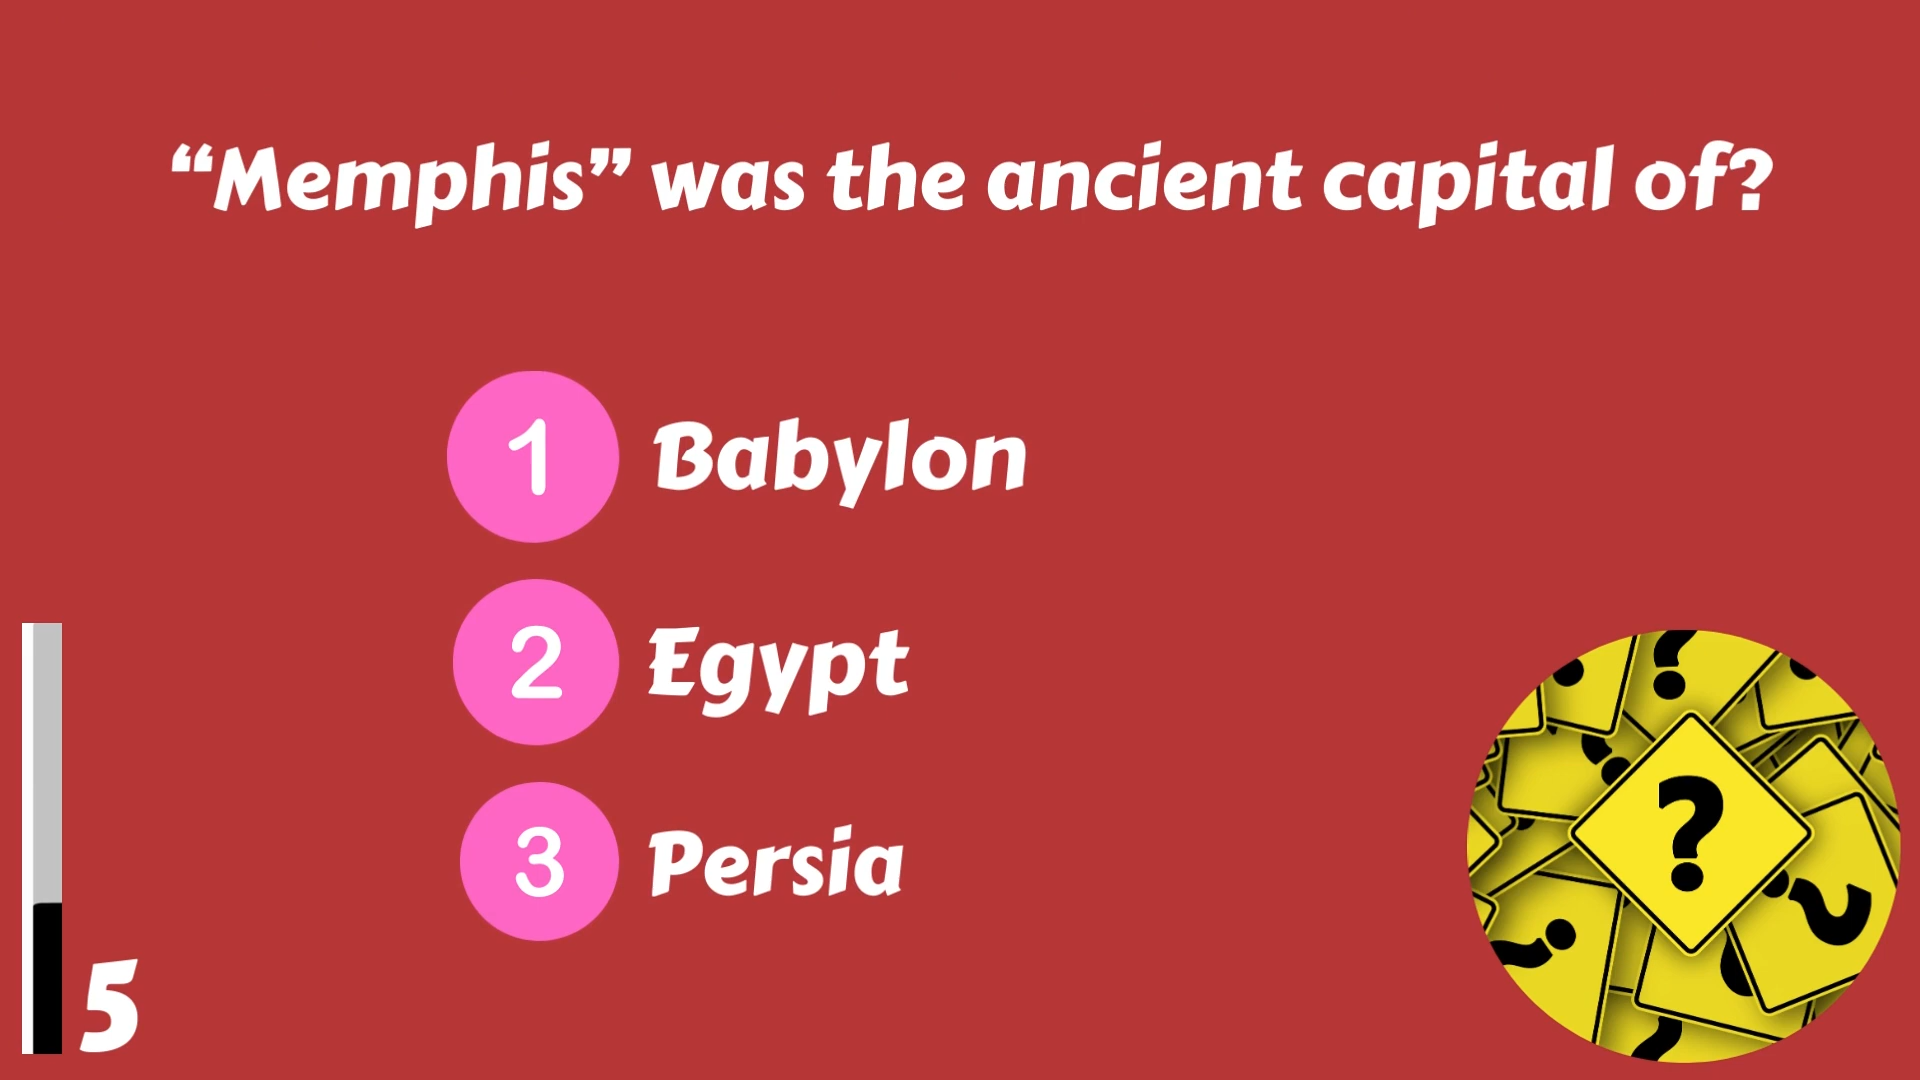 “Memphis” was the ancient capital of?
1 Babylon
2 Egypt
3 Persia
5